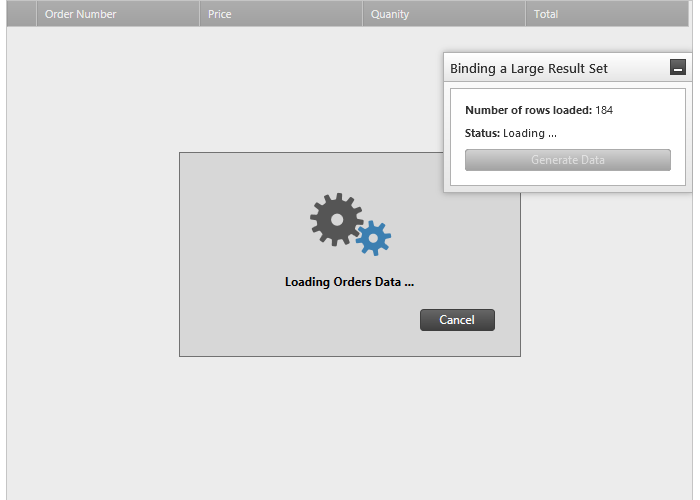 Order Number Price Quanity Total
Binding a Large Result Set
Number of rows loaded: 184
Status: Loading ...
Generate Data
Loading Orders Data ...
Cancel